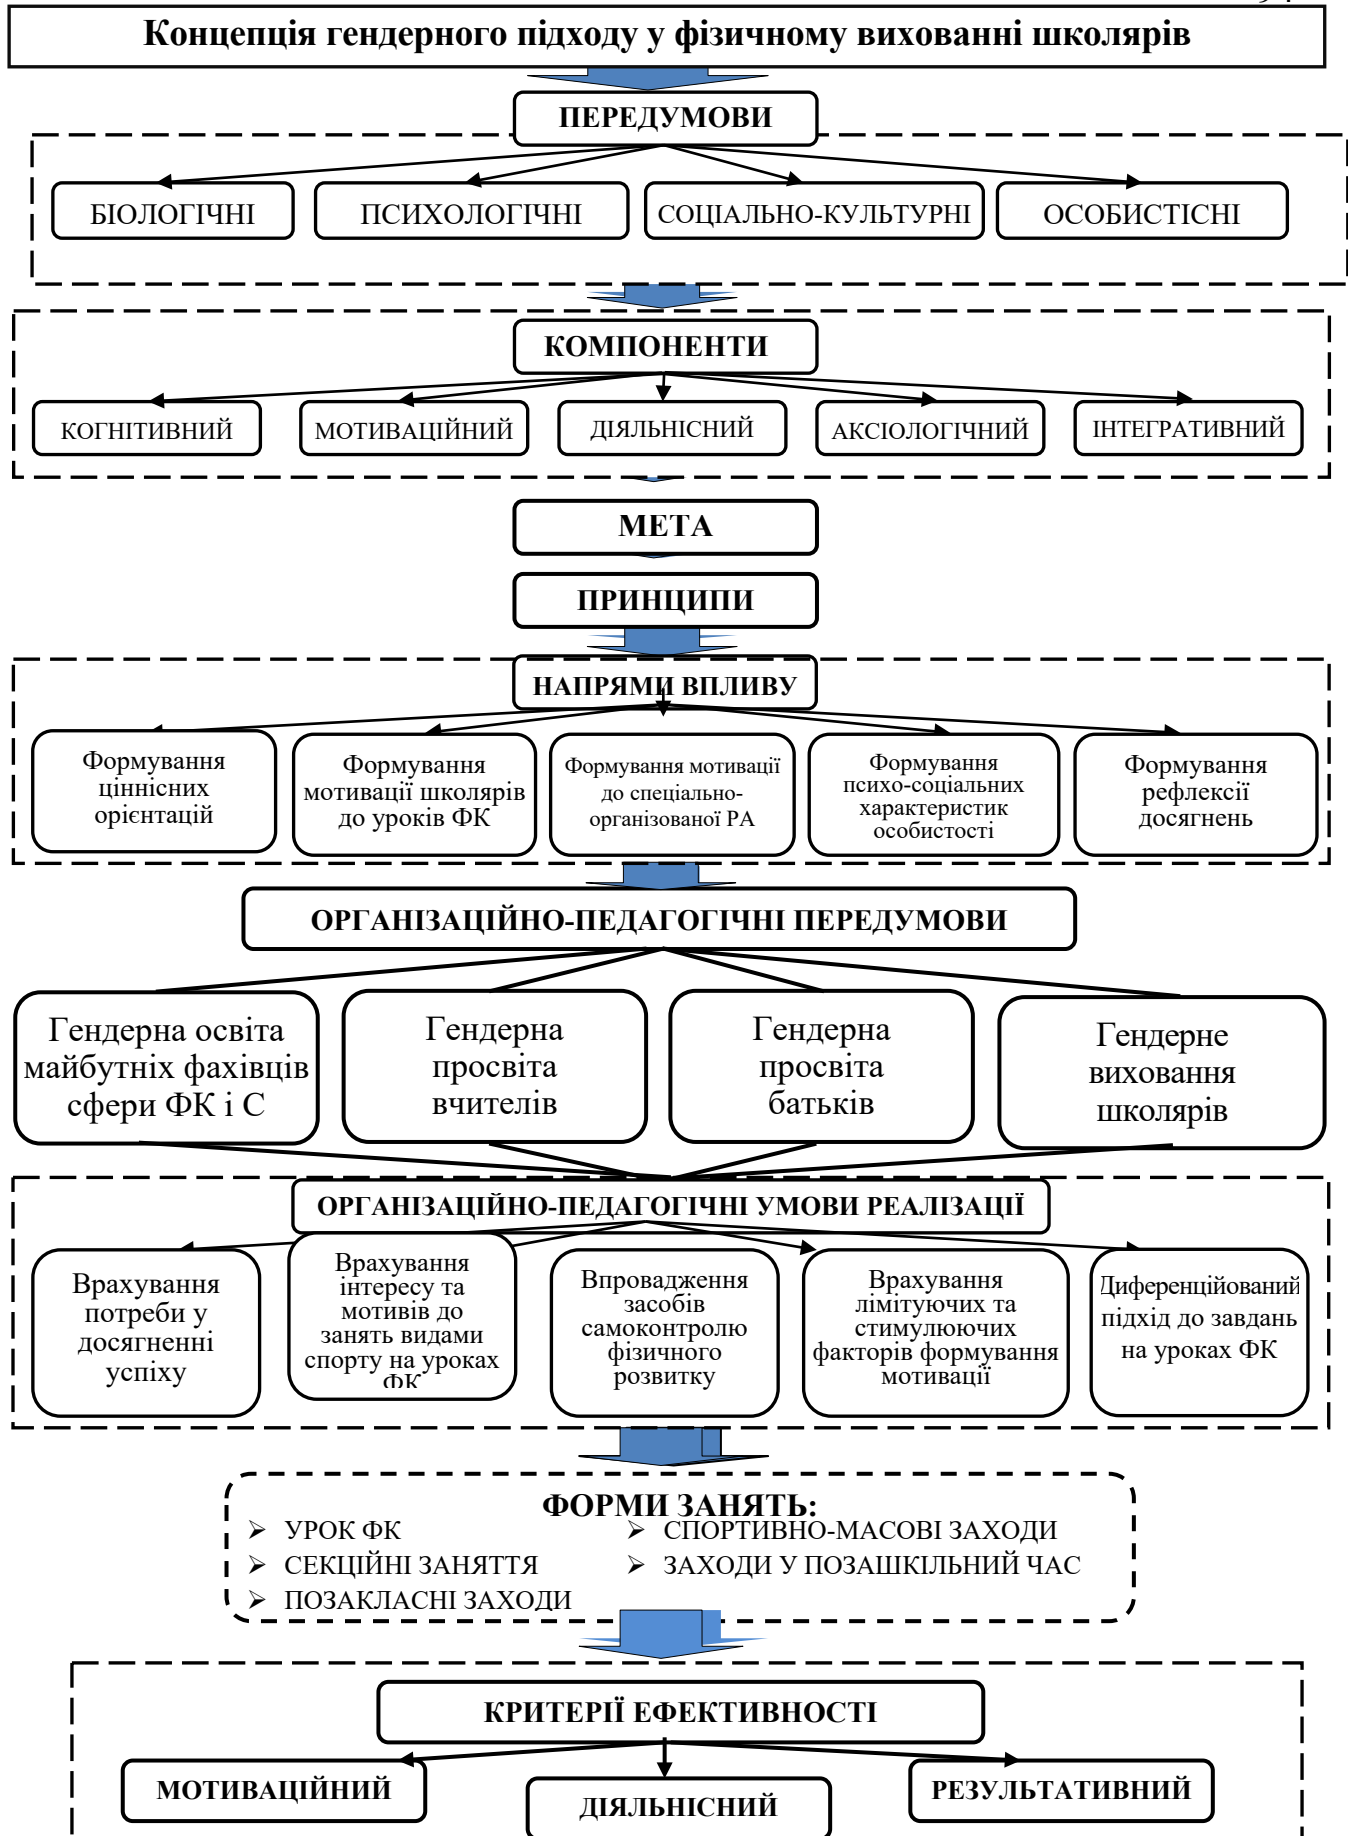 Концепція гендерного підходу у фізичному вихованні школярів
ПЕРЕДУМОВИ
БІОЛОГІЧНІ
ПСИХОЛОГІЧНІ
СОЦІАЛЬНО-КУЛЬТУРНІ
ОСОБИСТІСНІ
КОМПОНЕНТИ
КОГНІТИВНИЙ
МОТИВАЦІЙНИЙ
ДІЯЛЬНІСНИЙ
АКСІОЛОГІЧНИЙ
ІНТЕГРАТИВНИЙ
МЕТА
ПРИНЦИПИ
НАПРЯМИ ВПЛИВУ
Формування
ціннісних
орієнтацій
Формування
мотивації школярів
до уроків ФК
Формування мотивації
до спеціально-
організованої РА
Формування
психо-соціальних
характеристик
особистості
Формування
рефлексії
досягнень
ОРГАНІЗАЦІЙНО-ПЕДАГОГІЧНІ ПЕРЕДУМОВИ
Гендерна освіта
майбутніх фахівців
сфери ФК і С
Гендерна
просвіта
вчителів
Гендерна
просвіта
батьків
Гендерне
виховання
школярів
ОРГАНІЗАЦІЙНО-ПЕДАГОГІЧНІ УМОВИ РЕАЛІЗАЦІЇ
Врахування
потреби у
досягненні
успіху
Врахування
інтересу та
мотивів до
занять видами
спорту на уроках
ФК
Впровадження
засобів
самоконтролю
фізичного
розвитку
Врахування
лімітуючих та
стимулюючих
факторів формування
мотивації
Диференційований
підхід до завдань
на уроках ФК
ФОРМИ ЗАНЯТЬ:
➢ УРОК ФК
➢ СЕКЦІЙНІ ЗАНЯТТЯ
➢ ПОЗАКЛАСНІ ЗАХОДИ
➢ СПОРТИВНО-МАСОВІ ЗАХОДИ
➢ ЗАХОДИ У ПОЗАШКІЛЬНИЙ ЧАС
КРИТЕРІЇ ЕФЕКТИВНОСТІ
МОТИВАЦІЙНИЙ
ДІЯЛЬНІСНИЙ
РЕЗУЛЬТАТИВНИЙ